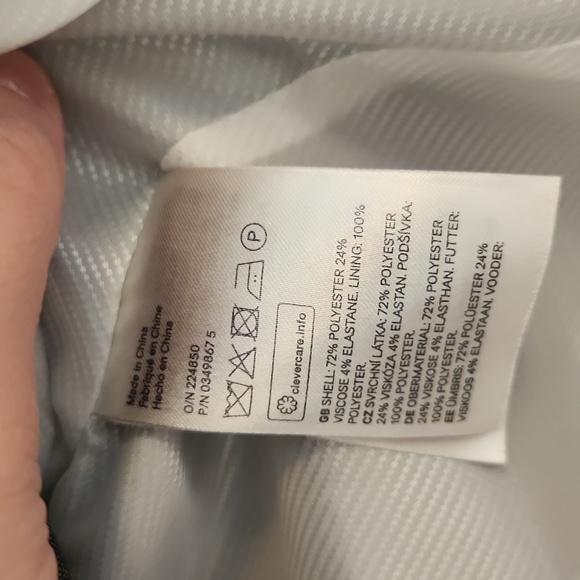 Made in China
Fabriqué en Chine
Hecho en China
O/N 224850
P/N 0349867 5
P
clevercare.info
GB SHELL: 72% POLYESTER 24%
VISCOSE 4% ELASTANE. LINING: 100%
POLYESTER.
CZ SVRCHNÍ LÁTKA: 72% POLYESTER
24% VISKÓZA 4% ELASTAN. PODŠÍVKA:
100% POLYESTER.
DE OBERMATERIAL: 72% POLYESTER
24% VISKOSE 4% ELASTHAN. FUTTER:
100% POLYESTER.
EE ÜMBRIS: 72% POLÜESTER 24%
VISKOOS 4% ELASTAAN. VOODER: